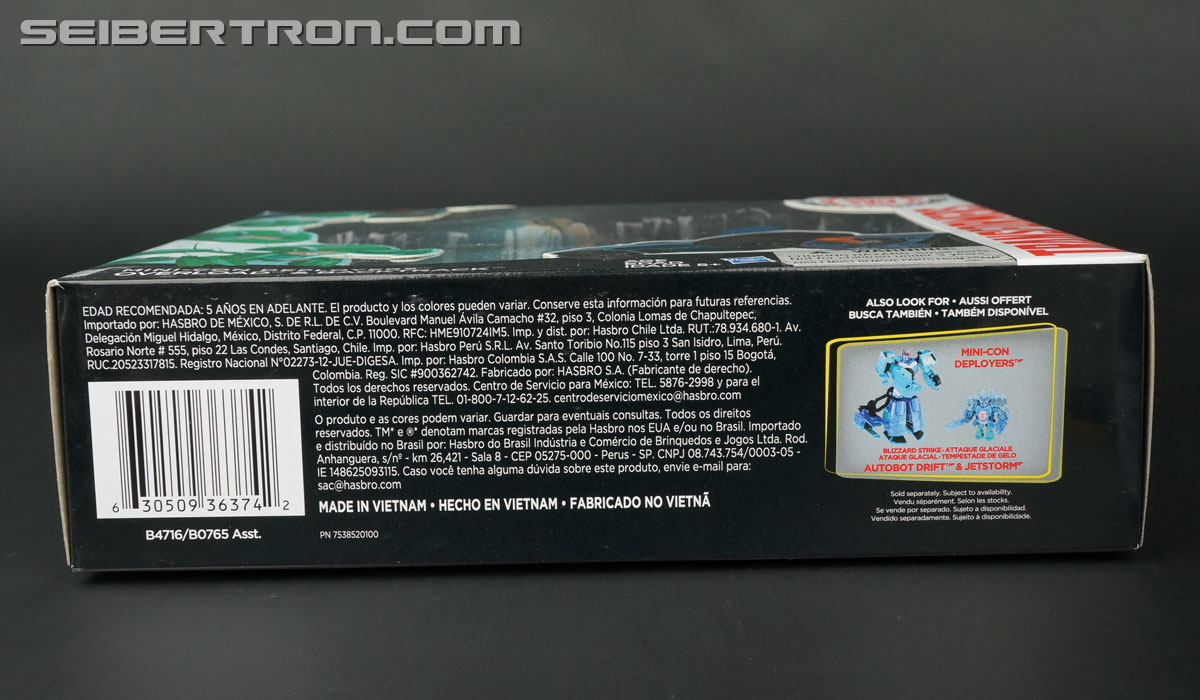 SEIBERTRON.COM
AGES
IDADE 5+
EDAD RECOMENDADA: 5 AÑOS EN ADELANTE. El producto y los colores pueden variar. Conserve esta información para futuras referencias.
Importado por: HASBRO DE MÉXICO, S. DE R.L. DE C.V. Boulevard Manuel Ávila Camacho #32, piso 3, Colonia Lomas de Chapultepec,
Delegación Miguel Hidalgo, México, Distrito Federal, C.P. 11000. RFC: HME910724IM5. Imp. y dist. por: Hasbro Chile Ltda. RUT.:78.934.680-1. Av.
Rosario Norte # 555, piso 22 Las Condes, Santiago, Chile. Imp. por: Hasbro Perú S.R.L. Av. Santo Toribio No.115 piso 3 San Isidro, Lima, Perú.
RUC.20523317815. Registro Nacional N°02273-12-JUE-DIGESA. Imp. por: Hasbro Colombia S.A.S. Calle 100 No. 7-33, torre 1 piso 15 Bogotá,
Colombia. Reg. SIC #900362742. Fabricado por: HASBRO S.A. (Fabricante de derecho).
Todos los derechos reservados. Centro de Servicio para México: TEL. 5876-2998 y para el
interior de la República TEL. 01-800-7-12-62-25. centrodeserviciomexico@hasbro.com
O produto e as cores podem variar. Guardar para eventuais consultas. Todos os direitos
reservados. TM* e ®* denotam marcas registradas pela Hasbro nos EUA e/ou no Brasil. Importado
e distribuído no Brasil por: Hasbro do Brasil Indústria e Comércio de Brinquedos e Jogos Ltda. Rod.
Anhanguera, s/nº - km 26,421 - Sala 8 - CEP 05275-000 - Perus - SP. CNPJ 08.743.754/0003-05 -
IE 148625093115. Caso você tenha alguma dúvida sobre este produto, envie e-mail para:
sac@hasbro.com
MADE IN VIETNAM • HECHO EN VIETNAM • FABRICADO NO VIETNÃ
6 30509 36374 2
B4716/B0765 Asst.
PN 7538520100
ALSO LOOK FOR • AUSSI OFFERT
BUSCA TAMBIÉN • TAMBÉM DISPONÍVEL
MINI-CON
DEPLOYERS™
BLIZZARD STRIKE • ATTAQUE GLACIALE
ATAQUE GLACIAL • TEMPESTADE DE GELO
AUTOBOT DRIFT™ & JETSTORM™
Sold separately. Subject to availability.
Vendu séparément. Selon les stocks.
Se vende por separado. Sujeto a disponibilidad.
Vendido separadamente. Sujeito à disponibilidade.